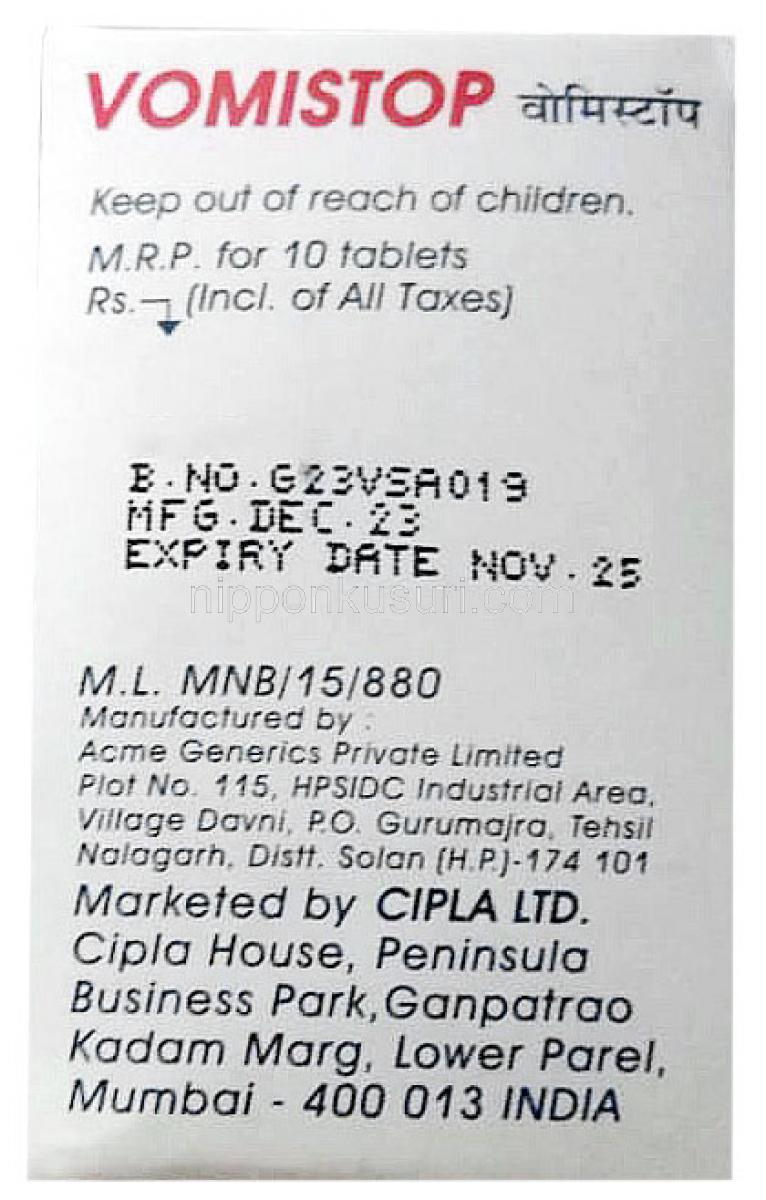 VOMISTOP वोमिस्टॉप
Keep out of reach of children.
M.R.P. for 10 tablets
Rs. (Incl. of All Taxes)
B.NO.G23VSA019
MFG.DEC.23
EXPIRY DATE NOV.25
nipponkusuri.com
M.L. MNB/15/880
Manufactured by :
Acme Generics Private Limited
Plot No. 115, HPSIDC Industrial Area,
Village Davni, P.O. Gurumajra, Tehsil
Nalagarh, Distt. Solan (H.P.)-174 101
Marketed by CIPLA LTD.
Cipla House, Peninsula
Business Park,Ganpatrao
Kadam Marg, Lower Parel,
Mumbai - 400 013 INDIA